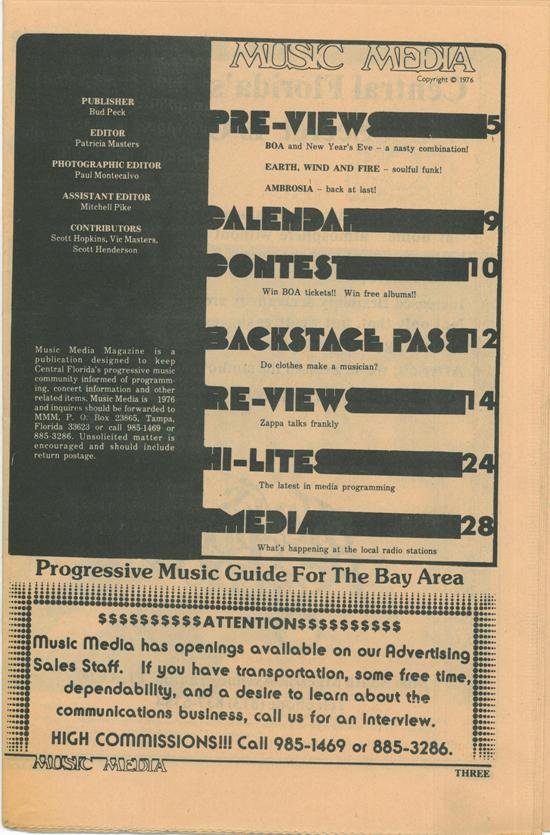 MUSIC MEDIA
Copyright © 1976
PUBLISHER
Bud Peck
EDITOR
Patricia Masters
PHOTOGRAPHIC EDITOR
Paul Montecalvo
ASSISTANT EDITOR
Mitchell Pike
CONTRIBUTORS
Scott Hopkins, Vic Masters,
Scott Henderson
Music Media Magazine is a
publication designed to keep
Central Florida's progressive music
community informed of programm-
ing, concert information and other
related items. Music Media is 1976
and inquires should be forwarded to
MMM, P. O. Box 23865, Tampa,
Florida 33623 or call 985-1469 or
885-3286. Unsolicited matter is
encouraged and should include
return postage.
PRE-VIEWS 5
BOA and New Year's Eve – a nasty combination!
EARTH, WIND AND FIRE – soulful funk!
AMBROSIA – back at last!
CALENDAR 9
CONTEST 10
Win BOA tickets!! Win free albums!!
BACKSTAGE PASS 12
Do clothes make a musician?
RE-VIEWS 14
Zappa talks frankly
HI-LITES 24
The latest in media programming
MEDIA 28
What's happening at the local radio stations
Progressive Music Guide For The Bay Area
$$$$$$$$$$ATTENTION$$$$$$$$$$
Music Media has openings available on our Advertising
Sales Staff. If you have transportation, some free time,
dependability, and a desire to learn about the
communications business, call us for an interview.
HIGH COMMISSIONS!!! Call 985-1469 or 885-3286.
MUSIC MEDIA
THREE